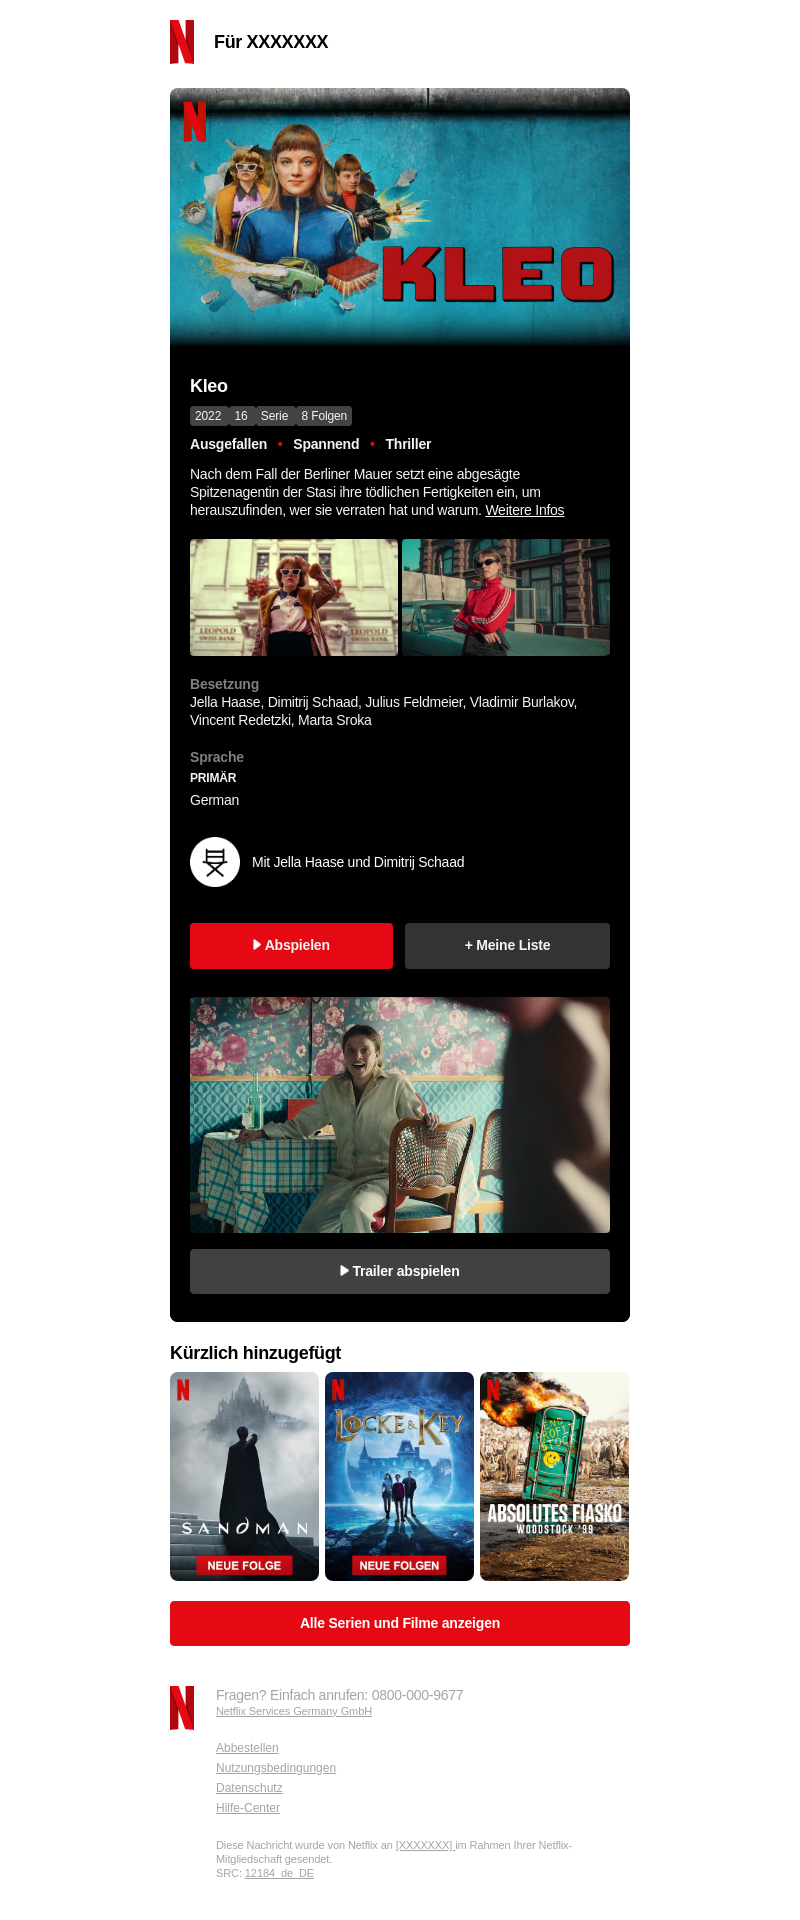 Für XXXXXXX
KLEO
Kleo
2022 16 Serie 8 Folgen
Ausgefallen • Spannend • Thriller
Nach dem Fall der Berliner Mauer setzt eine abgesägte
Spitzenagentin der Stasi ihre tödlichen Fertigkeiten ein, um
herauszufinden, wer sie verraten hat und warum. Weitere Infos
LEOPOLD SWISS BANK LEOPOLD SWISS BANK
Besetzung
Jella Haase, Dimitrij Schaad, Julius Feldmeier, Vladimir Burlakov,
Vincent Redetzki, Marta Sroka
Sprache
PRIMÄR
German
Mit Jella Haase und Dimitrij Schaad
Abspielen + Meine Liste
Trailer abspielen
Kürzlich hinzugefügt
SANDMAN
NEUE FOLGE
LOCKE & KEY
NEUE FOLGEN
ABSOLUTES FIASKO
WOODSTOCK '99
Alle Serien und Filme anzeigen
Fragen? Einfach anrufen: 0800-000-9677
Netflix Services Germany GmbH
Abbestellen
Nutzungsbedingungen
Datenschutz
Hilfe-Center
Diese Nachricht wurde von Netflix an [XXXXXXX] im Rahmen Ihrer Netflix-
Mitgliedschaft gesendet.
SRC: 12184_de_DE